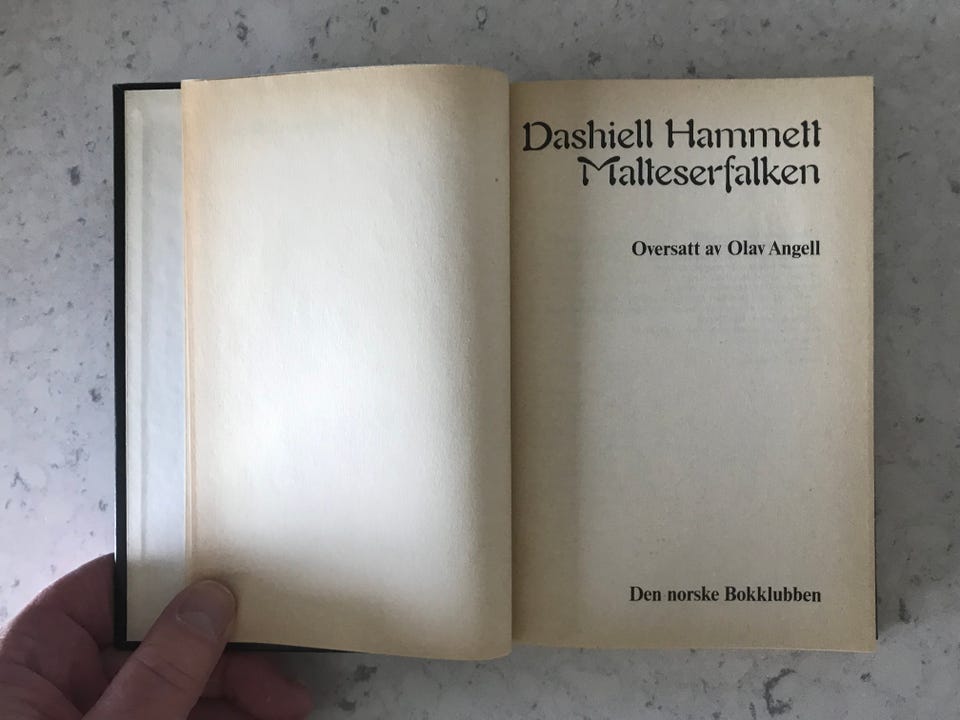 Dashiell Hammett
Malteserfalken
Oversatt av Olav Angell
Den norske Bokklubben